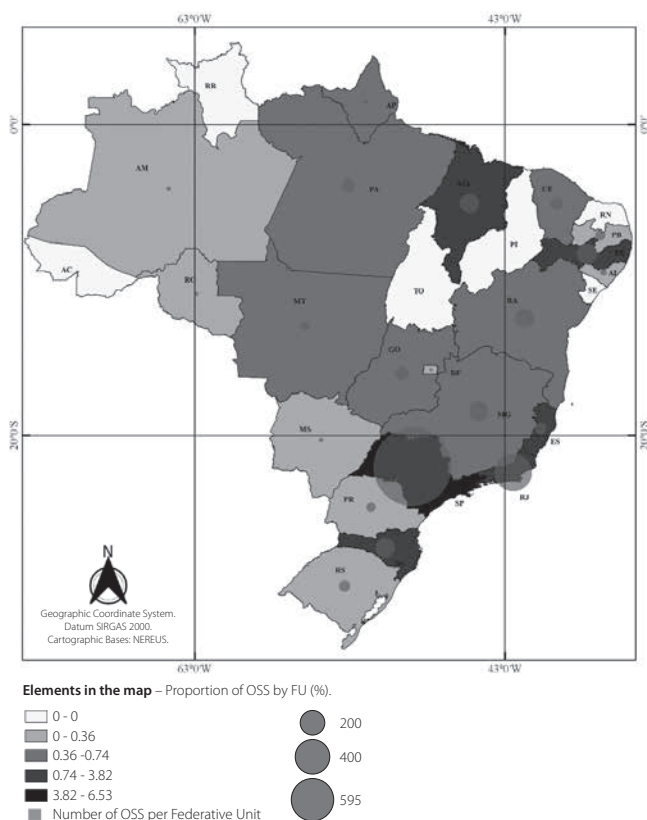 63°0'W 43°0'W
RR
AP
0°0' 0°0'
AM
PA
MA
CE
RN
PB
PE
PI
AL
AC
TO
SE
RO
BA
MT
GO
DF
MG
20°0'S 20°0'S
MS
ES
RJ
SP
PR
N
RS
Geographic Coordinate System.
Datum SIRGAS 2000.
Cartographic Bases: NEREUS.
63°0'W 43°0'W
Elements in the map – Proportion of OSS by FU (%).
0 - 0
0 - 0.36
0.36 -0.74
0.74 - 3.82
3.82 - 6.53
Number of OSS per Federative Unit
200
400
595